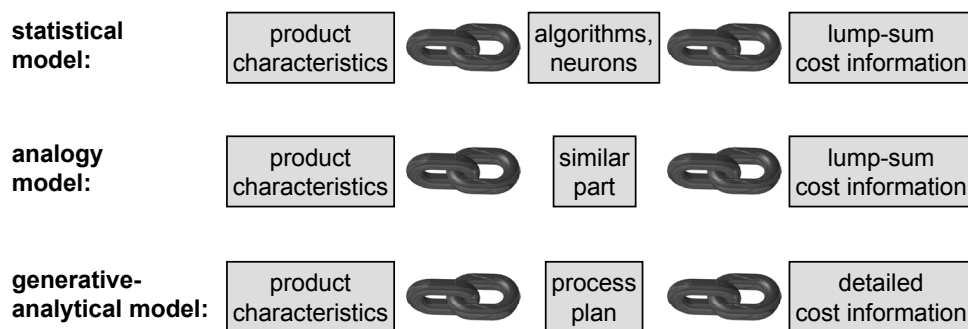 statistical
model:
product
characteristics
algorithms,
neurons
lump-sum
cost information
analogy
model:
product
characteristics
similar
part
lump-sum
cost information
generative-
analytical model:
product
characteristics
process
plan
detailed
cost information